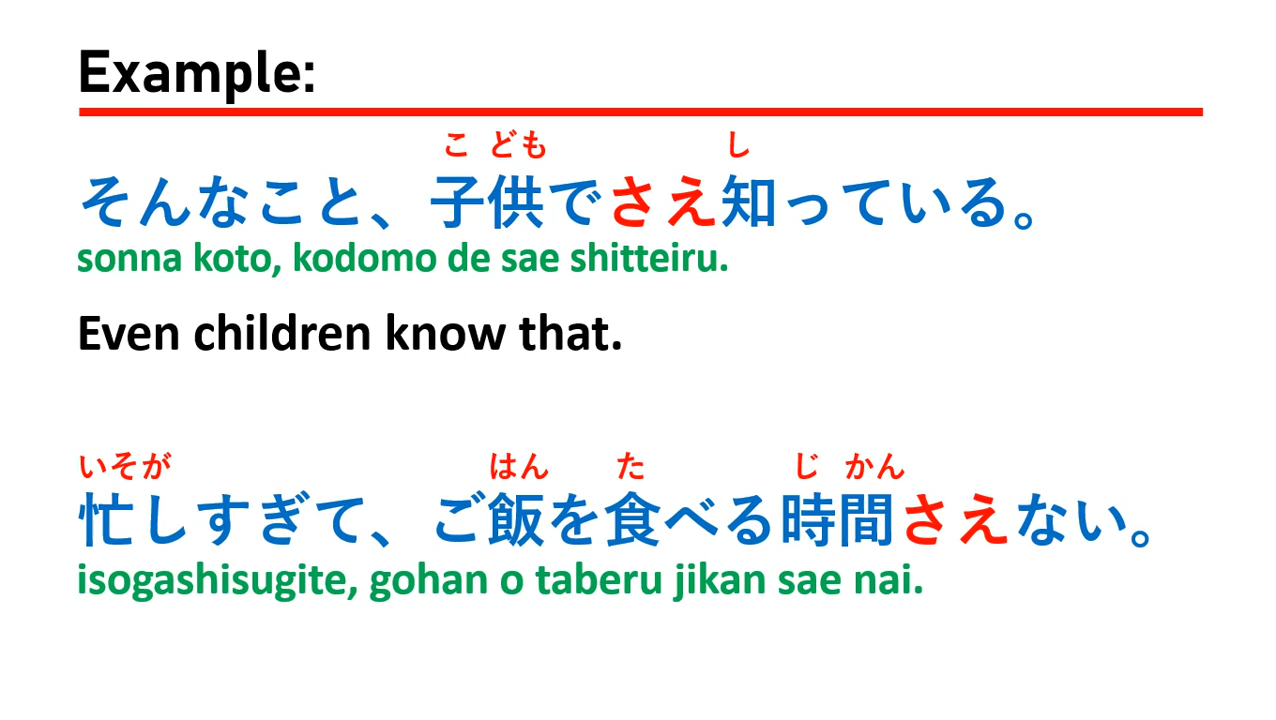 Example:
こ ども し
そんなこと、子供でさえ知っている。
sonna koto, kodomo de sae shitteiru.
Even children know that.
いそが はん た じ かん
忙しすぎて、ご飯を食べる時間さえない。
isogashisugite, gohan o taberu jikan sae nai.